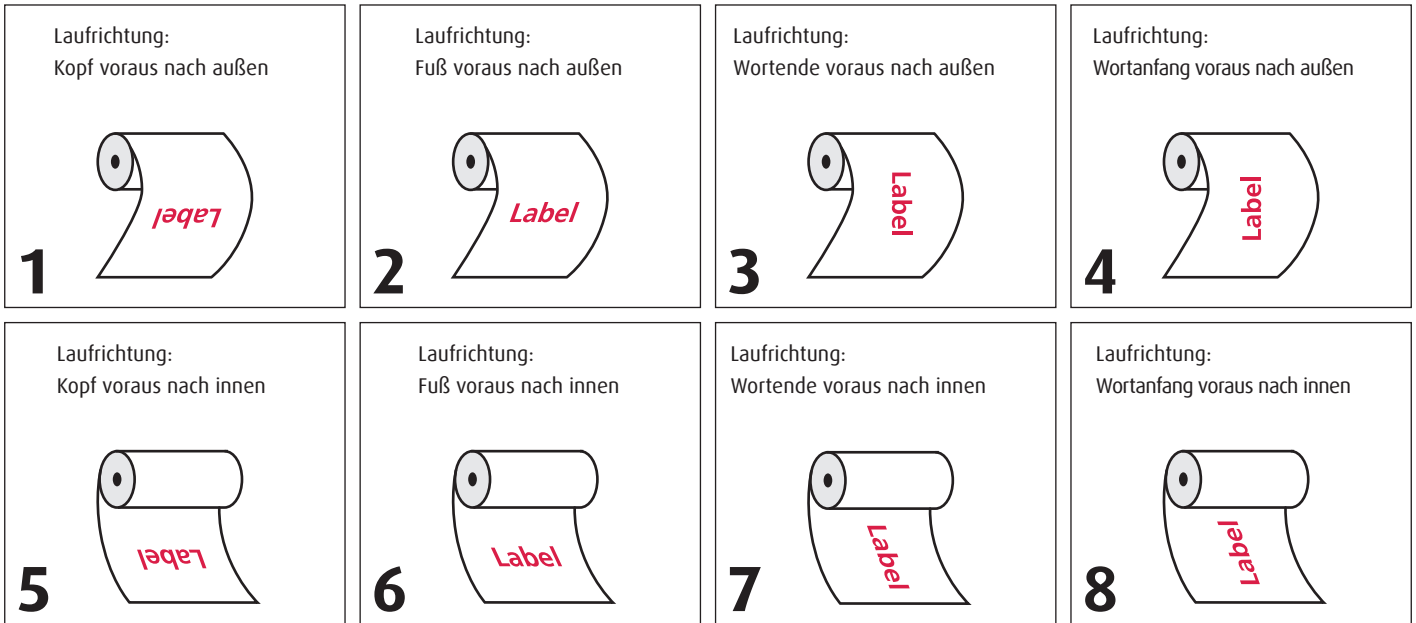 Laufrichtung:
Kopf voraus nach außen
Label
1
Laufrichtung:
Fuß voraus nach außen
Label
2
Laufrichtung:
Wortende voraus nach außen
Label
3
Laufrichtung:
Wortanfang voraus nach außen
Label
4
Laufrichtung:
Kopf voraus nach innen
Label
5
Laufrichtung:
Fuß voraus nach innen
Label
6
Laufrichtung:
Wortende voraus nach innen
Label
7
Laufrichtung:
Wortanfang voraus nach innen
Label
8